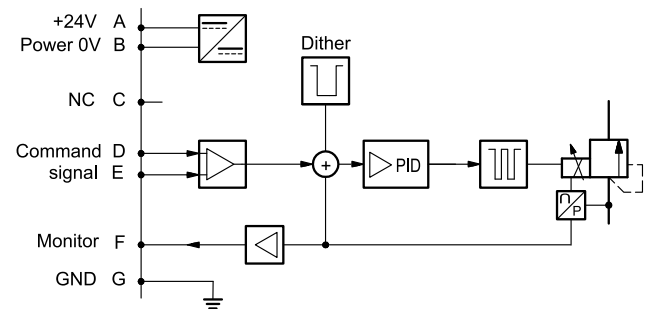 +24V A
Power 0V B
Dither
NC C
Command D
signal E
+
PID
Monitor F
GND G
P